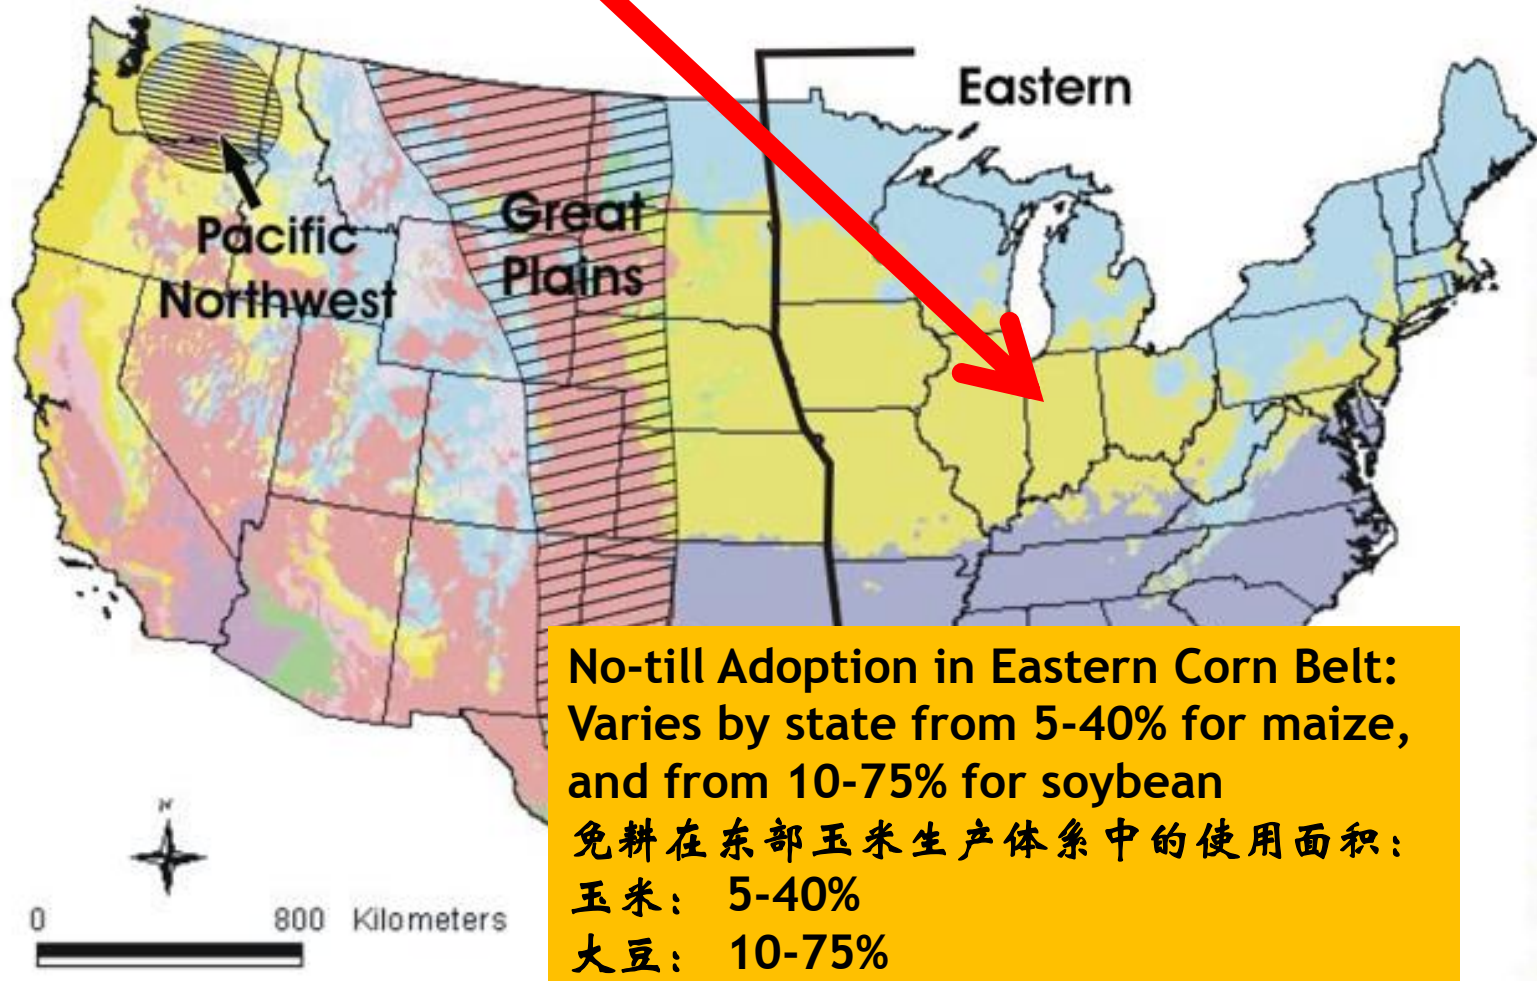 Eastern
Great
Plains
Pacific
Northwest
No-till Adoption in Eastern Corn Belt:
Varies by state from 5-40% for maize,
and from 10-75% for soybean
免耕在东部玉米生产体系中的使用面积：
玉米： 5-40%
大豆： 10-75%
N
0 800 Kilometers